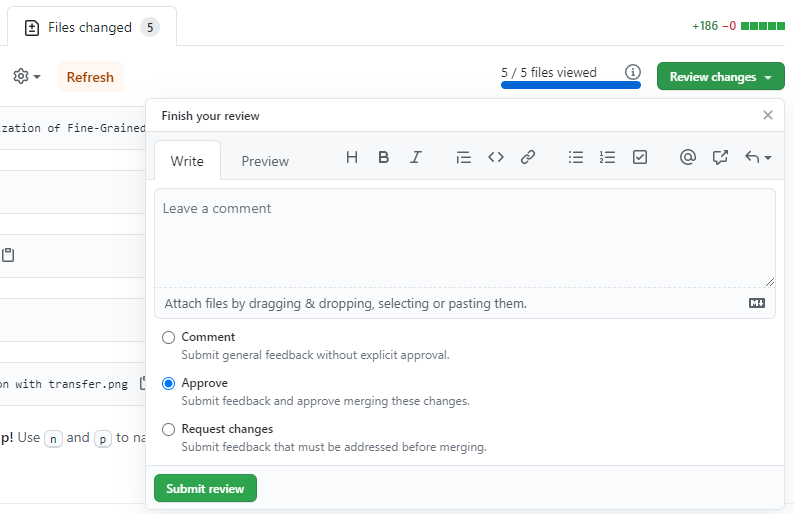 Files changed 5
+186 −0
Refresh
5 / 5 files viewed
Review changes
ization of Fine-Grained
Finish your review
Write
Preview
H B I
Leave a comment
Attach files by dragging & dropping, selecting or pasting them.
Comment
Submit general feedback without explicit approval.
Approve
Submit feedback and approve merging these changes.
on with transfer.png
Request changes
Submit feedback that must be addressed before merging.
p! Use n and p to na
Submit review